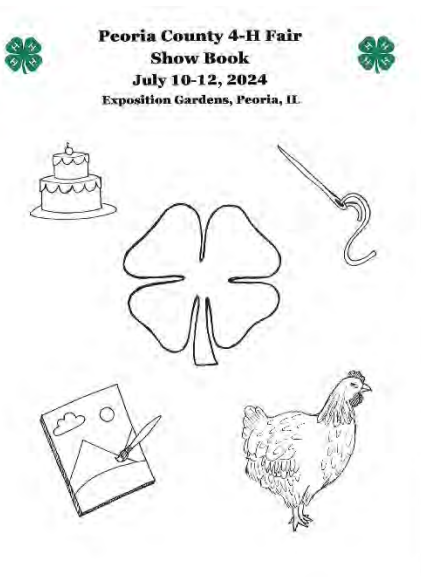 Peoria County 4-H Fair
Show Book
July 10-12, 2024
Exposition Gardens, Peoria, IL
H H
H H
H H
H H